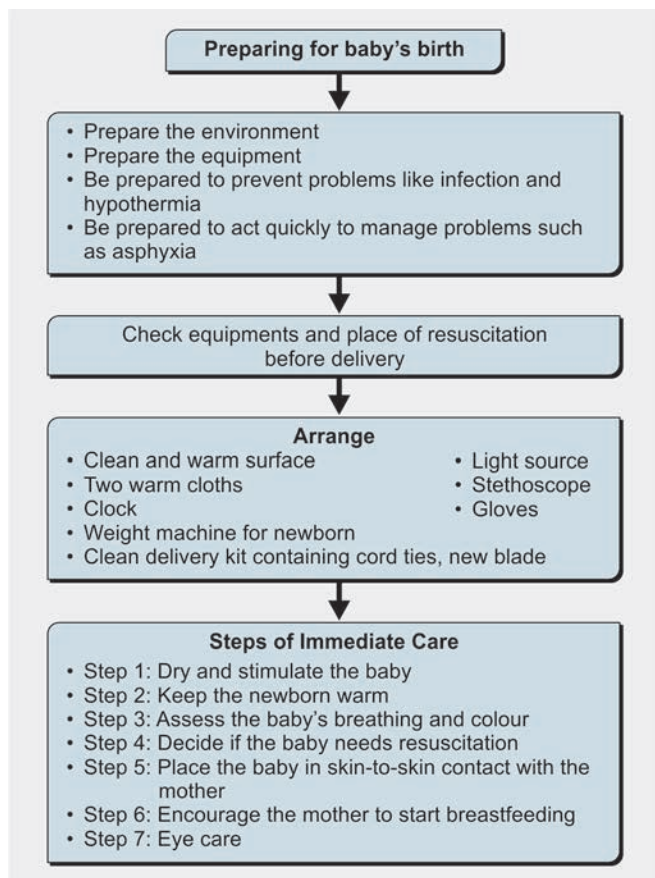 Preparing for baby's birth
• Prepare the environment
• Prepare the equipment
• Be prepared to prevent problems like infection and
hypothermia
• Be prepared to act quickly to manage problems such
as asphyxia
Check equipments and place of resuscitation
before delivery
Arrange
• Clean and warm surface
• Two warm cloths
• Clock
• Weight machine for newborn
• Clean delivery kit containing cord ties, new blade
• Light source
• Stethoscope
• Gloves
Steps of Immediate Care
• Step 1: Dry and stimulate the baby
• Step 2: Keep the newborn warm
• Step 3: Assess the baby's breathing and colour
• Step 4: Decide if the baby needs resuscitation
• Step 5: Place the baby in skin-to-skin contact with the
mother
• Step 6: Encourage the mother to start breastfeeding
• Step 7: Eye care